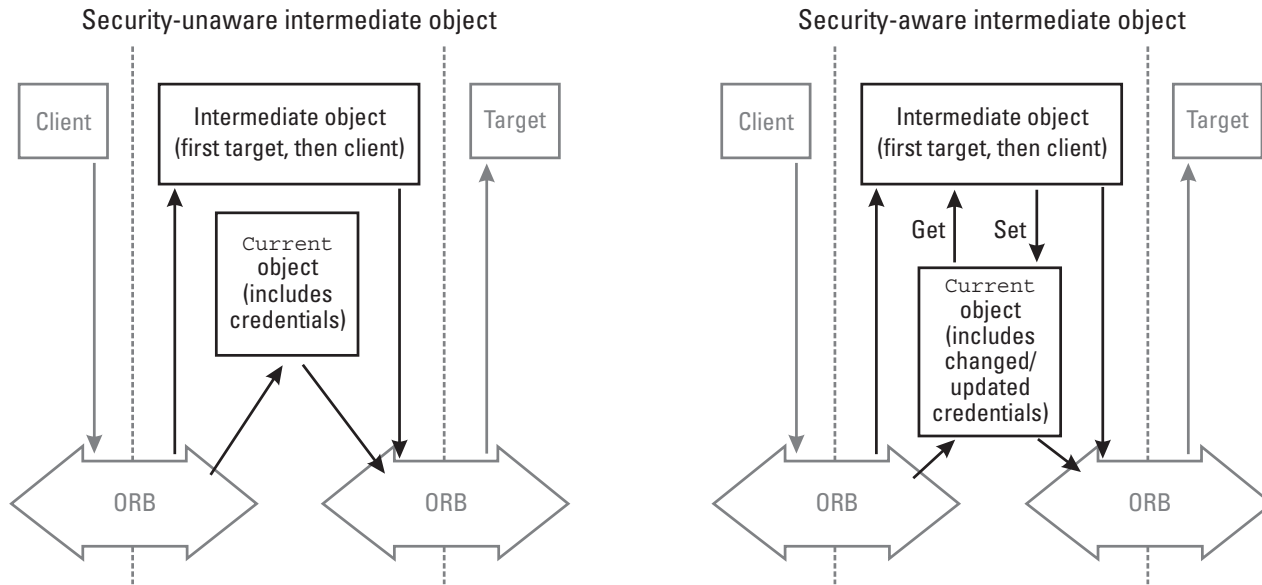 Security-unaware intermediate object
Client
Intermediate object
(first target, then client)
Target
Current
object
(includes
credentials)
ORB
ORB
Security-aware intermediate object
Client
Intermediate object
(first target, then client)
Target
Get
Set
Current
object
(includes
changed/
updated
credentials)
ORB
ORB